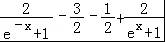 2/(e^(-x)+1) - 3/2 - 1/2 + 2/(e^x+1)